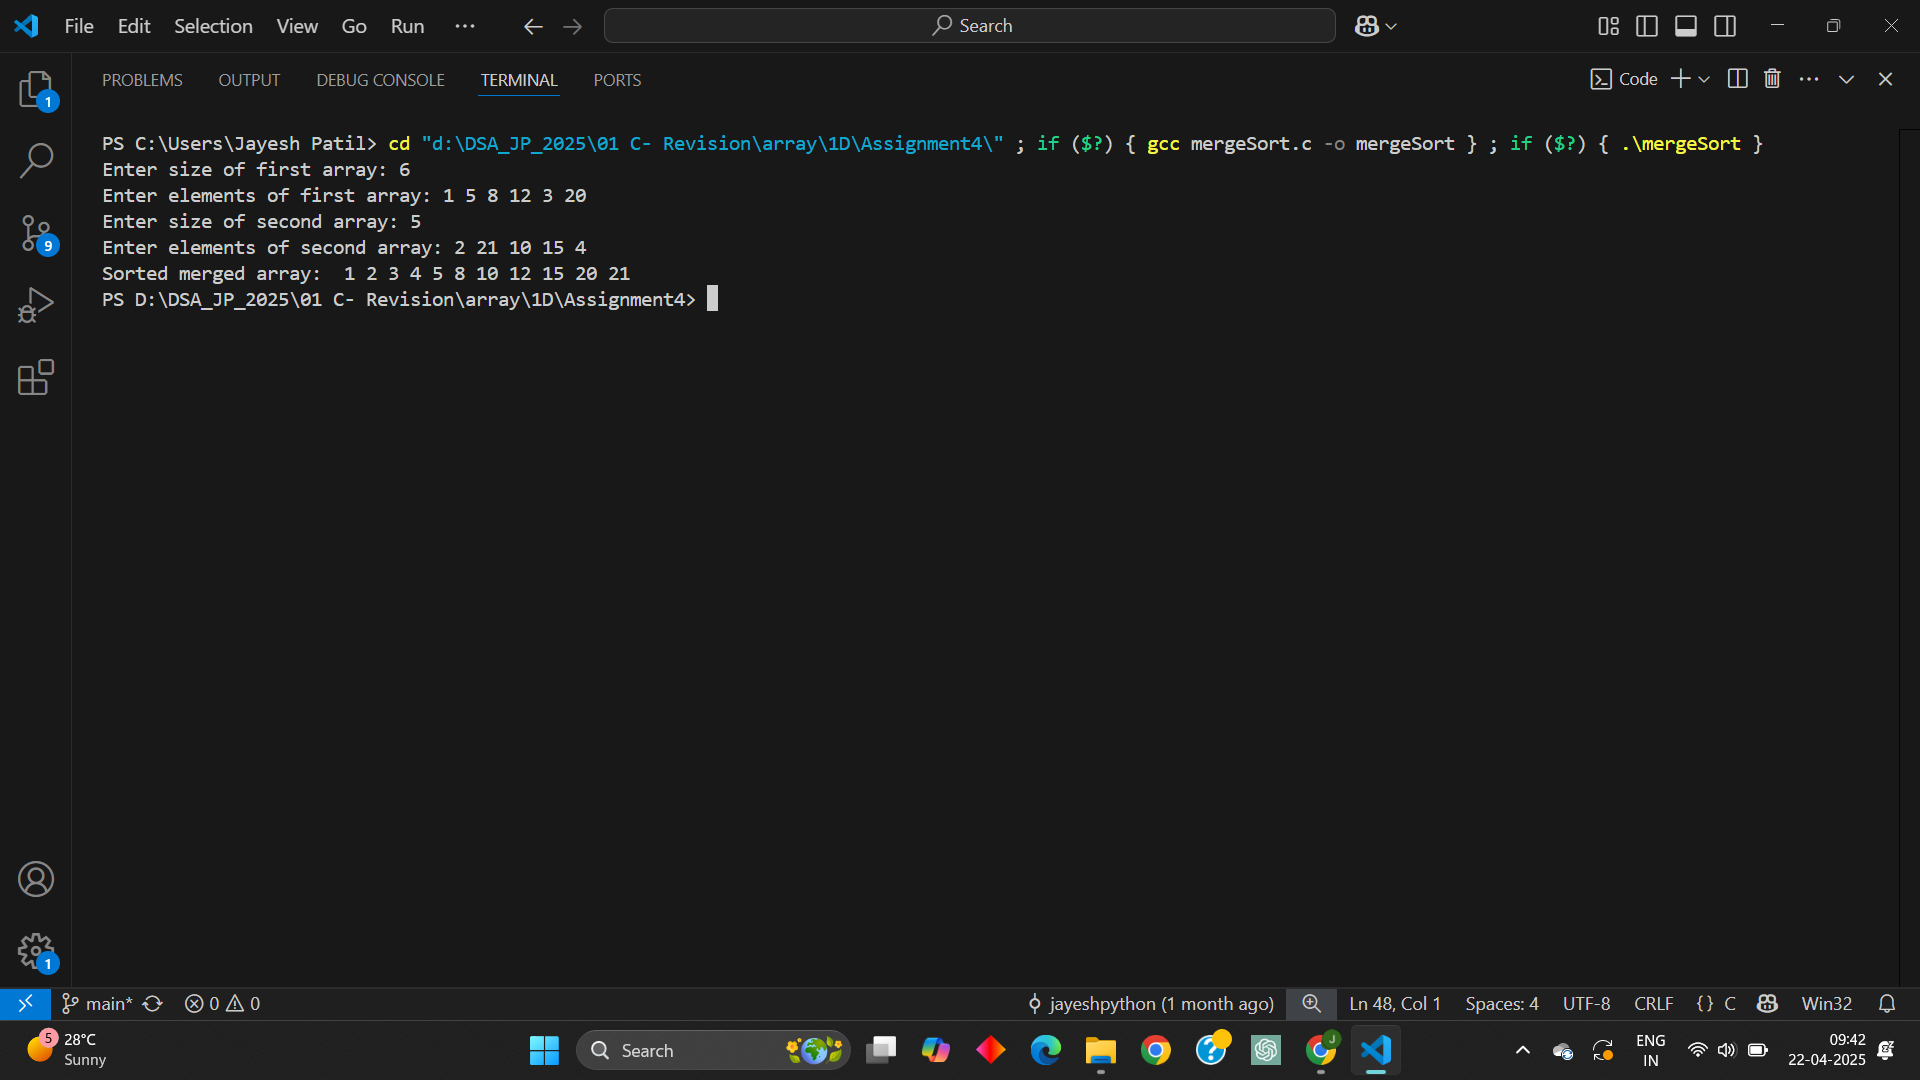 File Edit Selection View Go Run ··· Search
PROBLEMS OUTPUT DEBUG CONSOLE TERMINAL PORTS Code
PS C:\Users\Jayesh Patil> cd "d:\DSA_JP_2025\01 C- Revision\array\1D\Assignment4\" ; if ($?) { gcc mergeSort.c -o mergeSort } ; if ($?) { .\mergeSort }
Enter size of first array: 6
Enter elements of first array: 1 5 8 12 3 20
Enter size of second array: 5
Enter elements of second array: 2 21 10 15 4
Sorted merged array:  1 2 3 4 5 8 10 12 15 20 21
PS D:\DSA_JP_2025\01 C- Revision\array\1D\Assignment4>
1
9
1
main* 0 0 jayeshpython (1 month ago) Ln 48, Col 1 Spaces: 4 UTF-8 CRLF {} C Win32
5 28°C
Sunny
Search
J
ENG
IN
09:42
22-04-2025